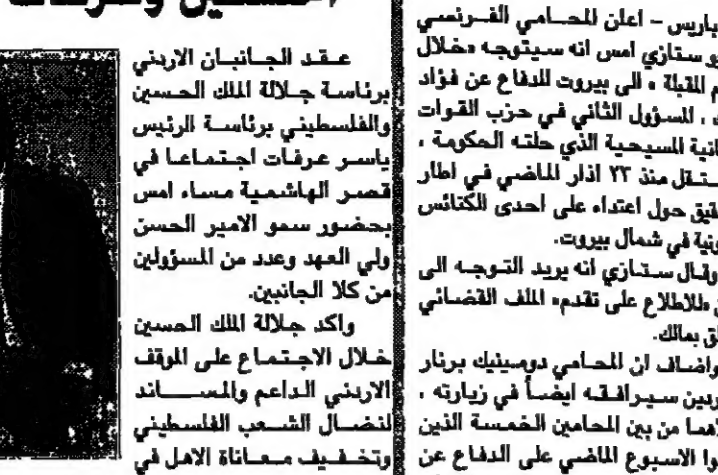 باريس – اعلن المحامي الفرنسي
ستازي امس انه سيتوجه «خلال
المقبلة» الى بيروت للدفاع عن فؤاد
، المسؤول الثاني في حزب القوات
المسيحية الذي حلته الحكومة ،
منذ ٢٣ اذار الماضي في اطار
حول اعتداء على احدى الكنائس
في شمال بيروت.
وقال ستازي انه يريد التوجه الى
«للاطلاع على تقدم» الملف القضائي
بمالك.
واضاف ان المحامي دومينيك برنار
سيرافقه ايضاً في زيارته ،
من بين المحامين الخمسة الذين
الاسبوع الماضي على الدفاع عن
عقد الجانبان الاردني
برئاسة جلالة الملك الحسين
والفلسطيني برئاسة الرئيس
ياسر عرفات اجتماعا في
قصر الهاشمية مساء امس
بحضور سمو الامير الحسن
ولي العهد وعدد من المسؤولين
من كلا الجانبين.
واكد جلالة الملك الحسين
خلال الاجتماع على الموقف
الاردني الداعم والمساند
لنضال الشعب الفلسطيني
وتخفيف معاناة الاهل في